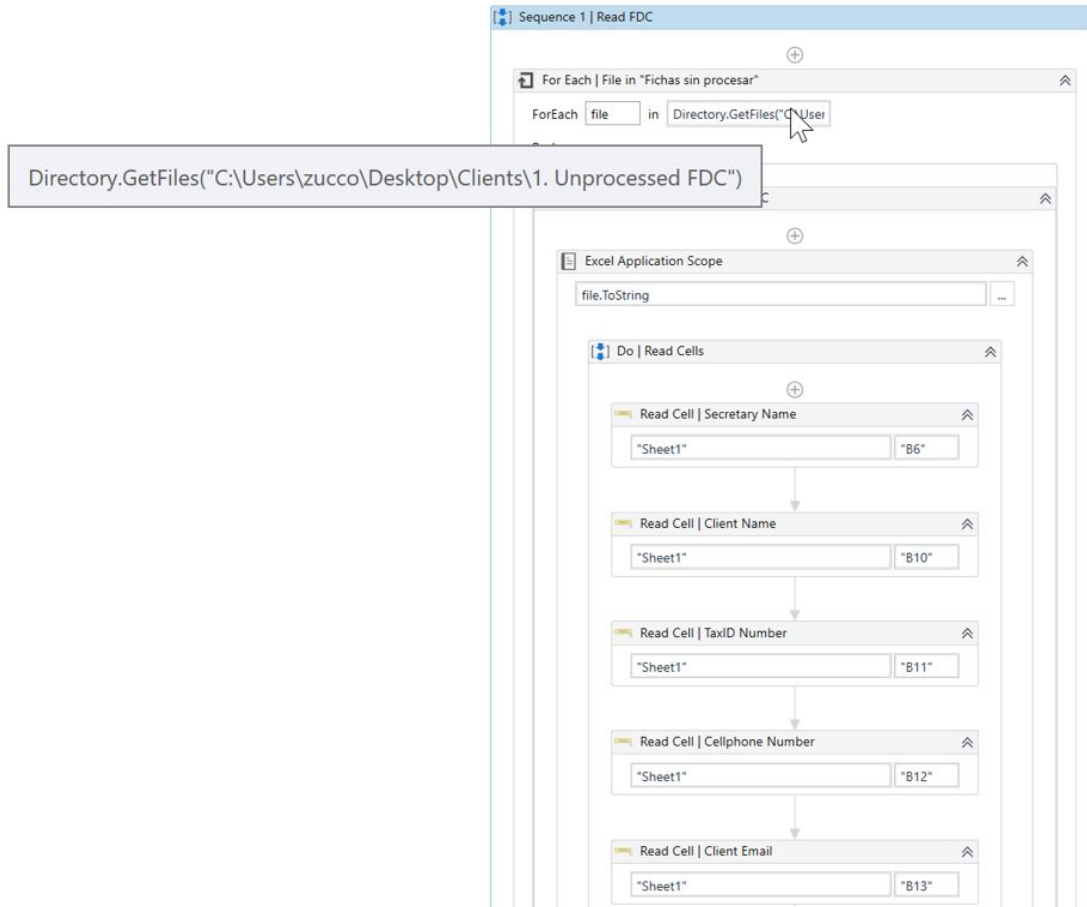 Sequence 1 | Read FDC
For Each | File in "Fichas sin procesar"
ForEach file in Directory.GetFiles("C:\User
Directory.GetFiles("C:\Users\zucco\Desktop\Clients\1. Unprocessed FDC")
C
Excel Application Scope
file.ToString ...
Do | Read Cells
Read Cell | Secretary Name
"Sheet1" "B6"
Read Cell | Client Name
"Sheet1" "B10"
Read Cell | TaxID Number
"Sheet1" "B11"
Read Cell | Cellphone Number
"Sheet1" "B12"
Read Cell | Client Email
"Sheet1" "B13"